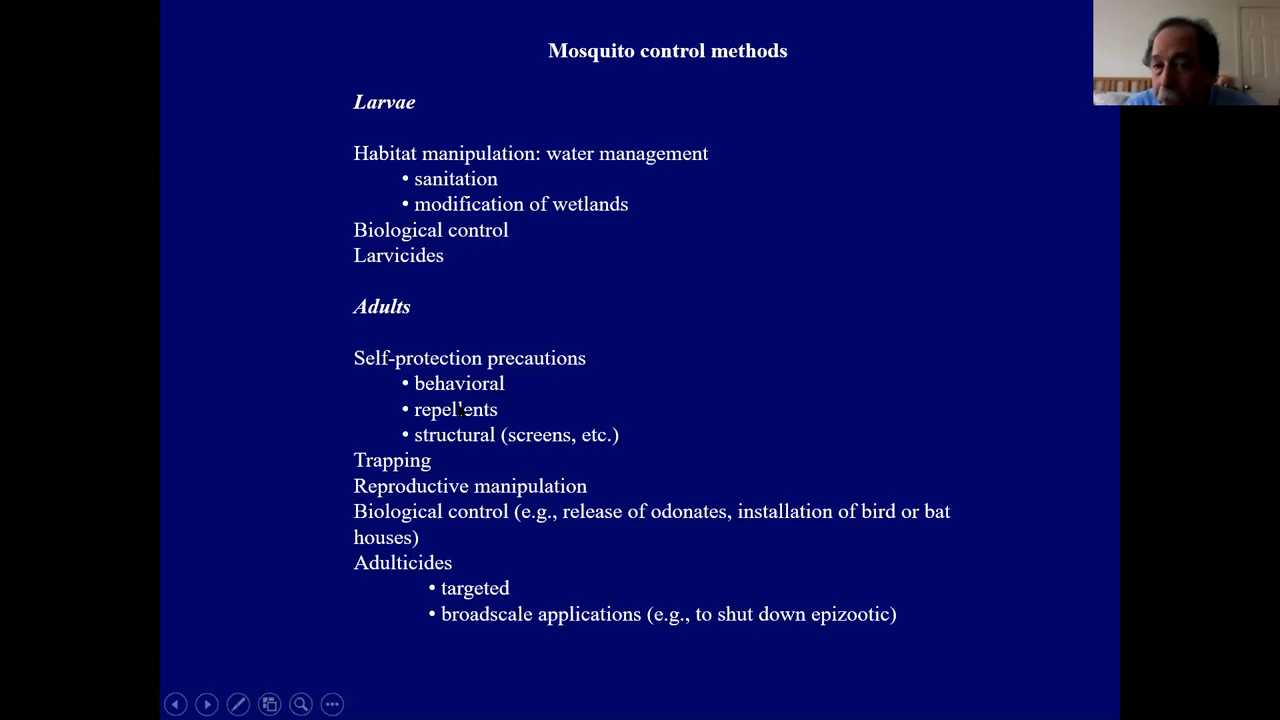 Mosquito control methods
Larvae
Habitat manipulation: water management
• sanitation
• modification of wetlands
Biological control
Larvicides
Adults
Self-protection precautions
• behavioral
• repellents
• structural (screens, etc.)
Trapping
Reproductive manipulation
Biological control (e.g., release of odonates, installation of bird or bat
houses)
Adulticides
• targeted
• broadscale applications (e.g., to shut down epizootic)